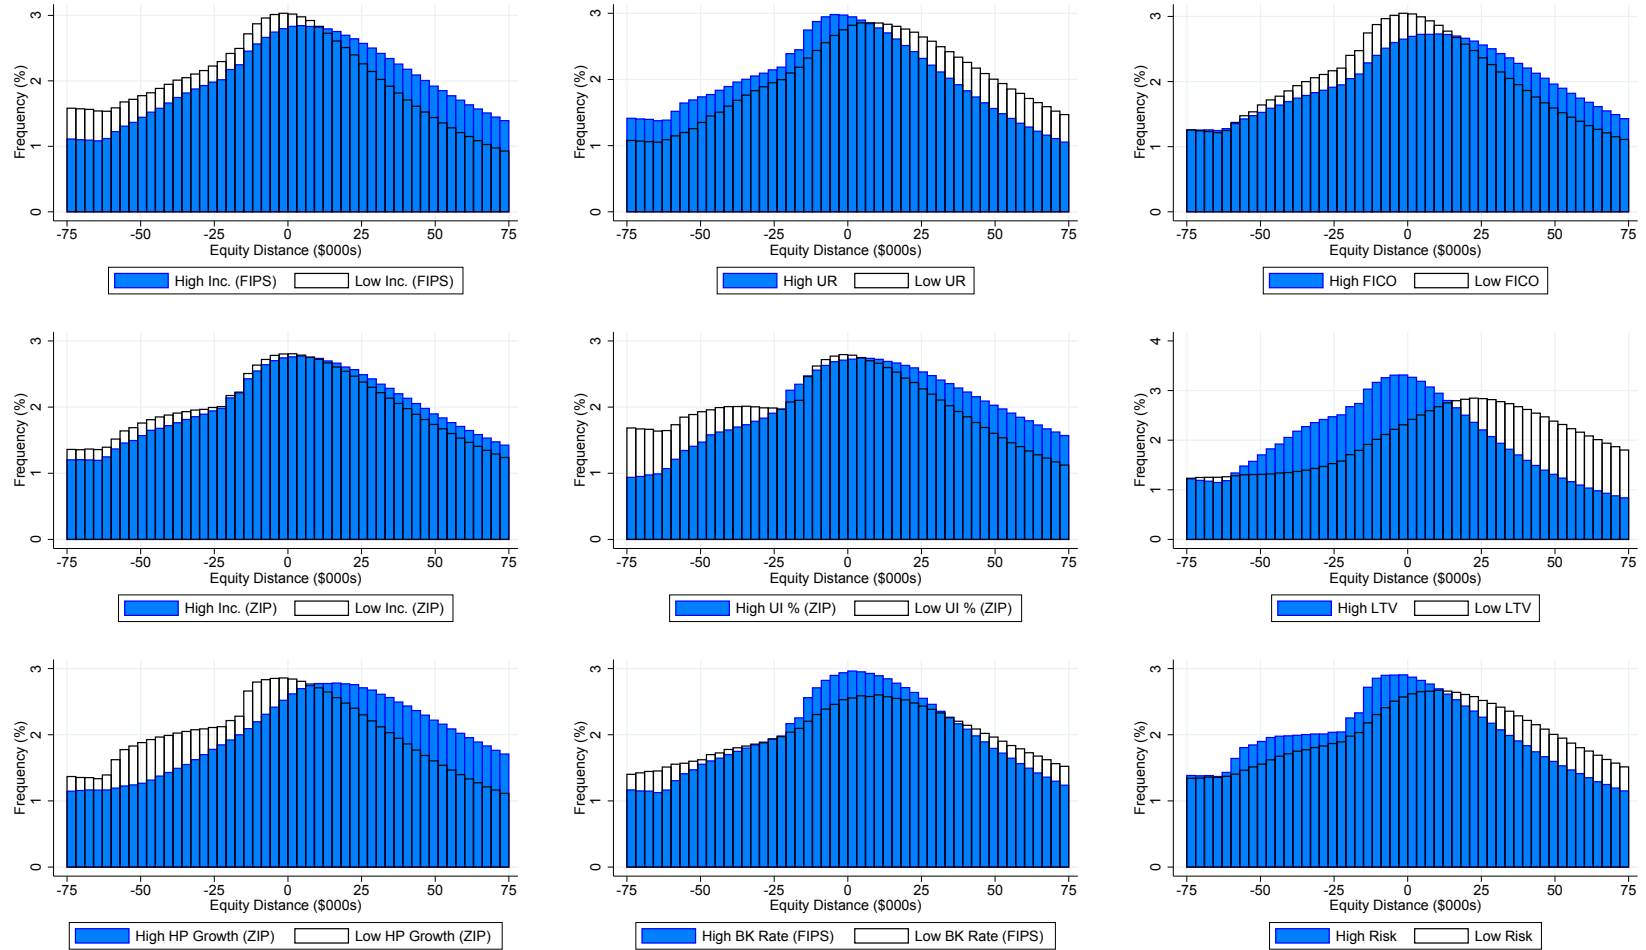 Frequency (%)
0 1 2 3
-75 -50 -25 0 25 50 75
Equity Distance ($000s)
High Inc. (FIPS) Low Inc. (FIPS)
Frequency (%)
0 1 2 3
-75 -50 -25 0 25 50 75
Equity Distance ($000s)
High UR Low UR
Frequency (%)
0 1 2 3
-75 -50 -25 0 25 50 75
Equity Distance ($000s)
High FICO Low FICO
Frequency (%)
0 1 2 3
-75 -50 -25 0 25 50 75
Equity Distance ($000s)
High Inc. (ZIP) Low Inc. (ZIP)
Frequency (%)
0 1 2 3
-75 -50 -25 0 25 50 75
Equity Distance ($000s)
High UI % (ZIP) Low UI % (ZIP)
Frequency (%)
0 1 2 3 4
-75 -50 -25 0 25 50 75
Equity Distance ($000s)
High LTV Low LTV
Frequency (%)
0 1 2 3
-75 -50 -25 0 25 50 75
Equity Distance ($000s)
High HP Growth (ZIP) Low HP Growth (ZIP)
Frequency (%)
0 1 2 3
-75 -50 -25 0 25 50 75
Equity Distance ($000s)
High BK Rate (FIPS) Low BK Rate (FIPS)
Frequency (%)
0 1 2 3
-75 -50 -25 0 25 50 75
Equity Distance ($000s)
High Risk Low Risk